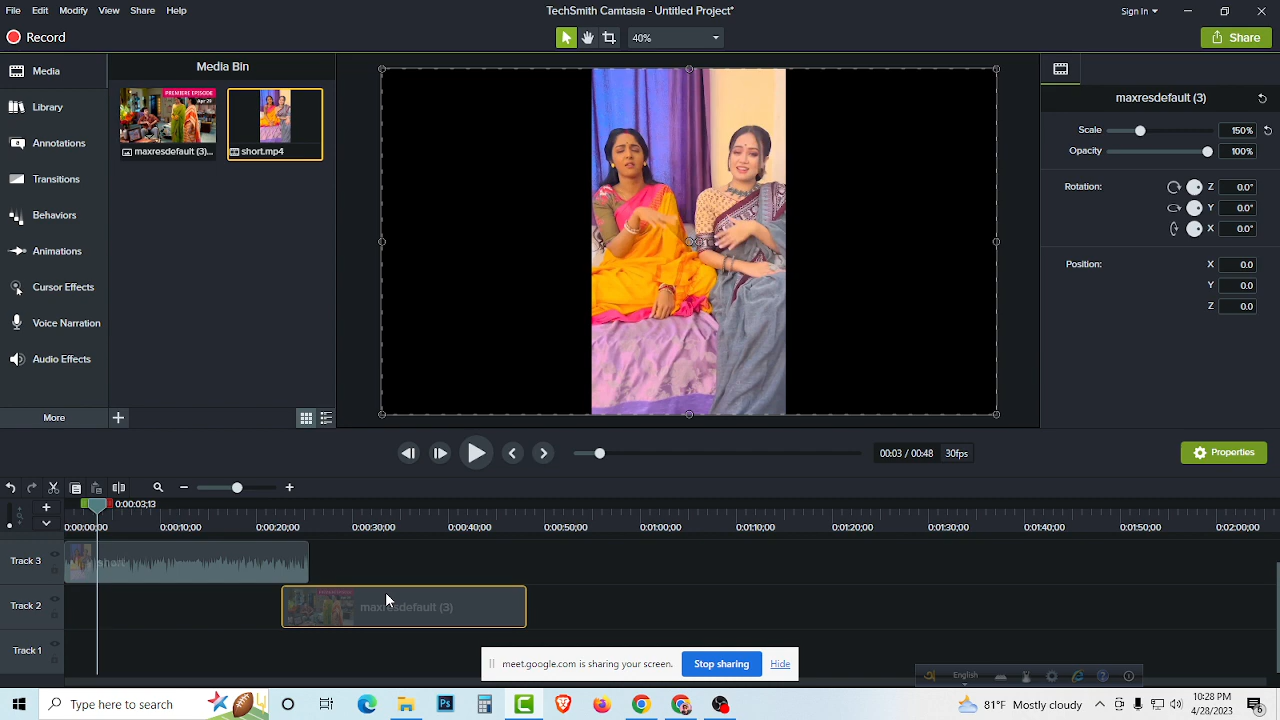 File Edit Modify View Share Help
TechSmith Camtasia - Untitled Project*
Sign In
Record
40%
Share
Media
Library
Annotations
Transitions
Behaviors
Animations
Cursor Effects
Voice Narration
Audio Effects
More
Media Bin
PREMIERE EPISODE
Apr 29
maxresdefault (3)...
short.mp4
maxresdefault (3)
Scale 150%
Opacity 100%
Rotation: Z 0.0°
Y 0.0°
X 0.0°
Position: X 0.0
Y 0.0
Z 0.0
00:03 / 00:48 30fps
Properties
0:00:03;13
0:00:00;00 0:00:10;00 0:00:20;00 0:00:30;00 0:00:40;00 0:00:50;00 0:01:00;00 0:01:10;00 0:01:20;00 0:01:30;00 0:01:40;00 0:01:50;00 0:02:00;00
Track 3
short
Track 2
maxresdefault (3)
Track 1
meet.google.com is sharing your screen. Stop sharing Hide
English
Type here to search
81°F Mostly cloudy
10:28 PM
4/28/2023
6